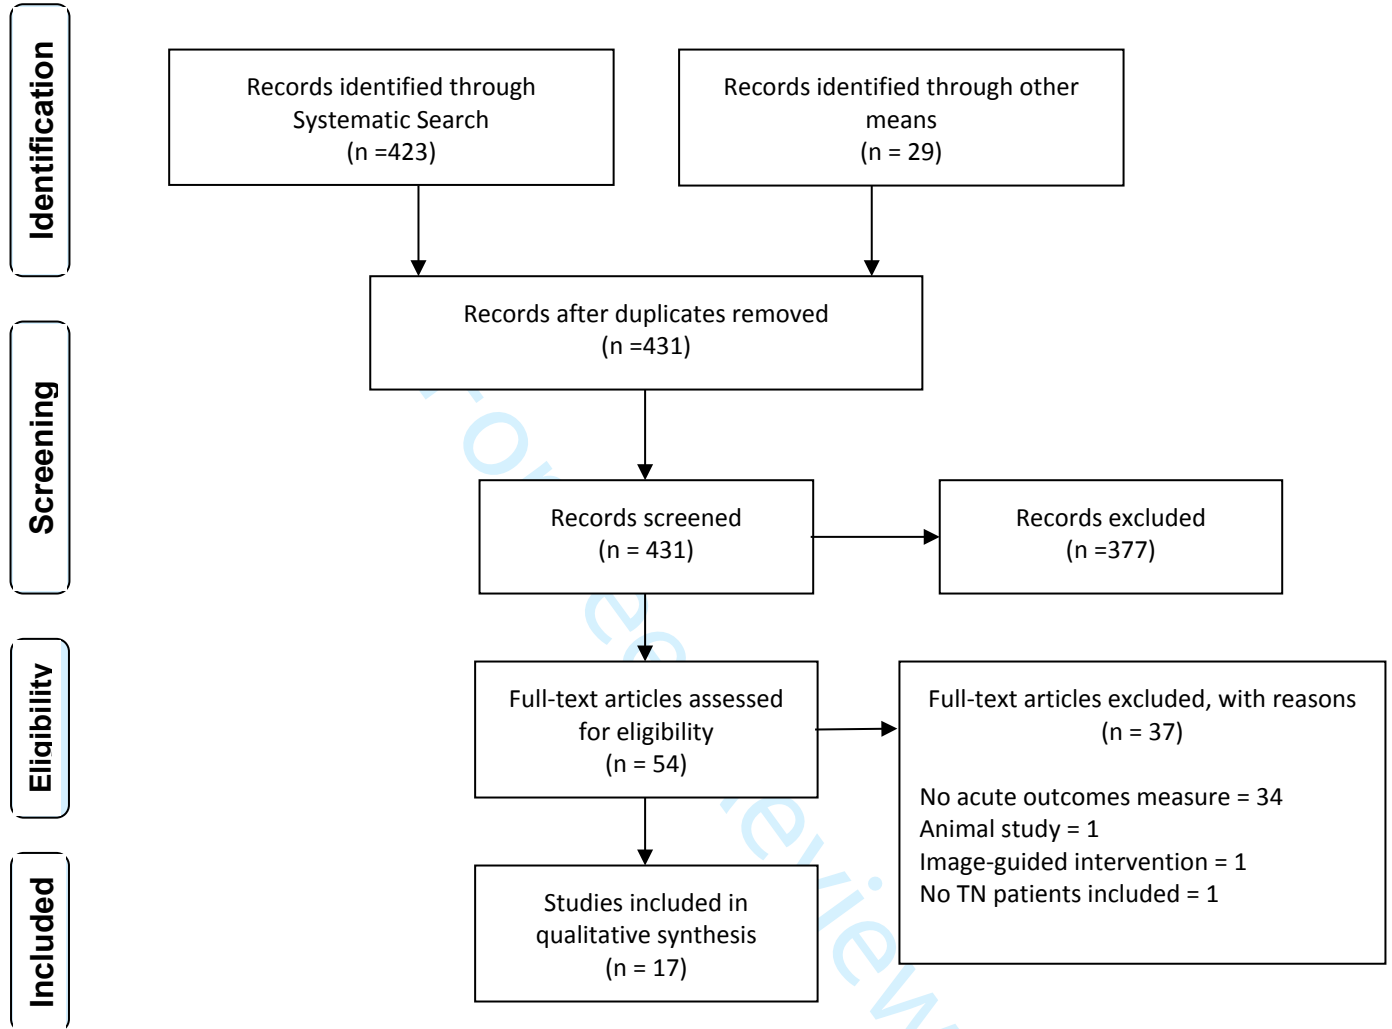 Identification
Records identified through
Systematic Search
(n =423)
Records identified through other
means
(n = 29)
Records after duplicates removed
(n =431)
Screening
Records screened
(n = 431)
Records excluded
(n =377)
Eligibility
Full-text articles assessed
for eligibility
(n = 54)
Full-text articles excluded, with reasons
(n = 37)
No acute outcomes measure = 34
Animal study = 1
Image-guided intervention = 1
No TN patients included = 1
Included
Studies included in
qualitative synthesis
(n = 17)